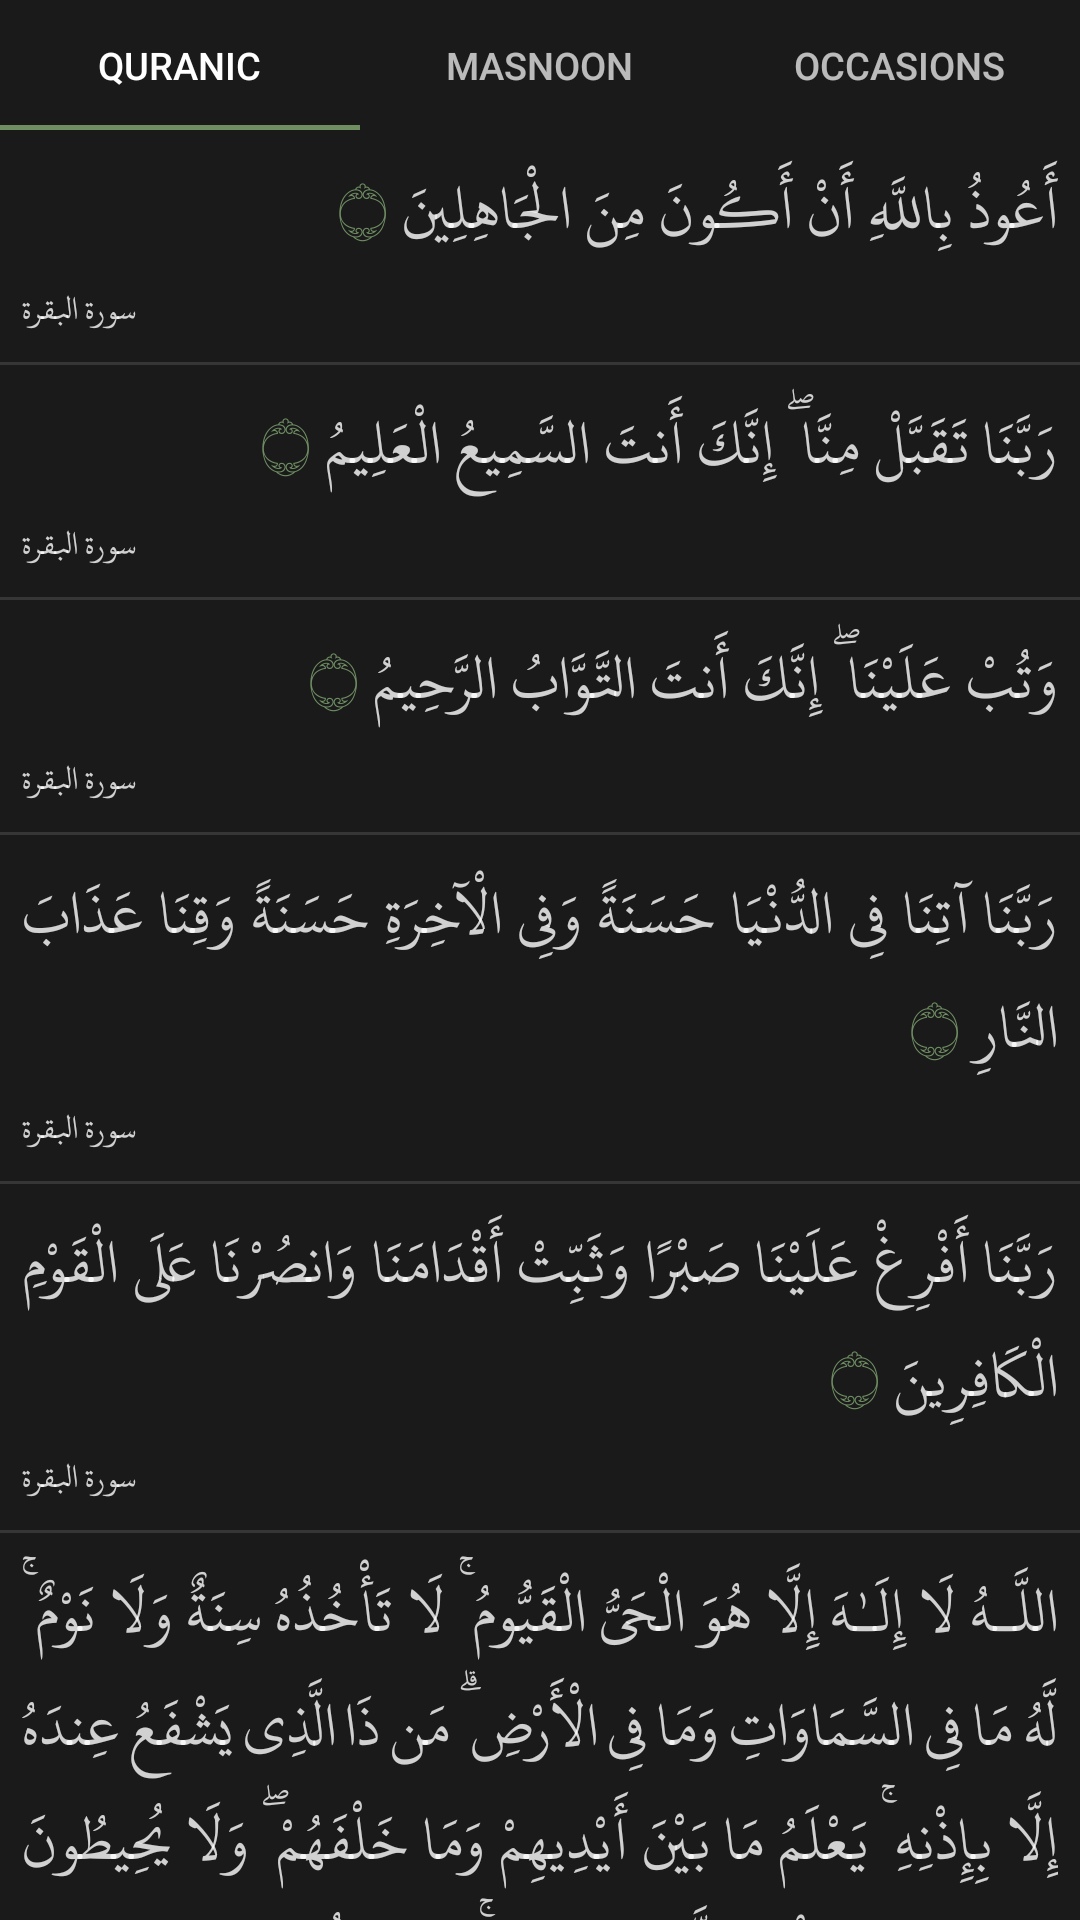 QURANIC MASNOON OCCASIONS
أَعُوذُ بِاللَّهِ أَنْ أَكُونَ مِنَ الْجَاهِلِينَ ۝
سورة البقرة
رَبَّنَا تَقَبَّلْ مِنَّا ۖ إِنَّكَ أَنتَ السَّمِيعُ الْعَلِيمُ ۝
سورة البقرة
وَتُبْ عَلَيْنَا ۖ إِنَّكَ أَنتَ التَّوَّابُ الرَّحِيمُ ۝
سورة البقرة
رَبَّنَا آتِنَا فِي الدُّنْيَا حَسَنَةً وَفِي الْآخِرَةِ حَسَنَةً وَقِنَا عَذَابَ
النَّارِ ۝
سورة البقرة
رَبَّنَا أَفْرِغْ عَلَيْنَا صَبْرًا وَثَبِّتْ أَقْدَامَنَا وَانصُرْنَا عَلَى الْقَوْمِ
الْكَافِرِينَ ۝
سورة البقرة
اللَّـهُ لَا إِلَـٰهَ إِلَّا هُوَ الْحَيُّ الْقَيُّومُ ۚ لَا تَأْخُذُهُ سِنَةٌ وَلَا نَوْمٌ ۚ
لَّهُ مَا فِي السَّمَاوَاتِ وَمَا فِي الْأَرْضِ ۗ مَن ذَا الَّذِي يَشْفَعُ عِندَهُ
إِلَّا بِإِذْنِهِ ۚ يَعْلَمُ مَا بَيْنَ أَيْدِيهِمْ وَمَا خَلْفَهُمْ ۖ وَلَا يُحِيطُونَ